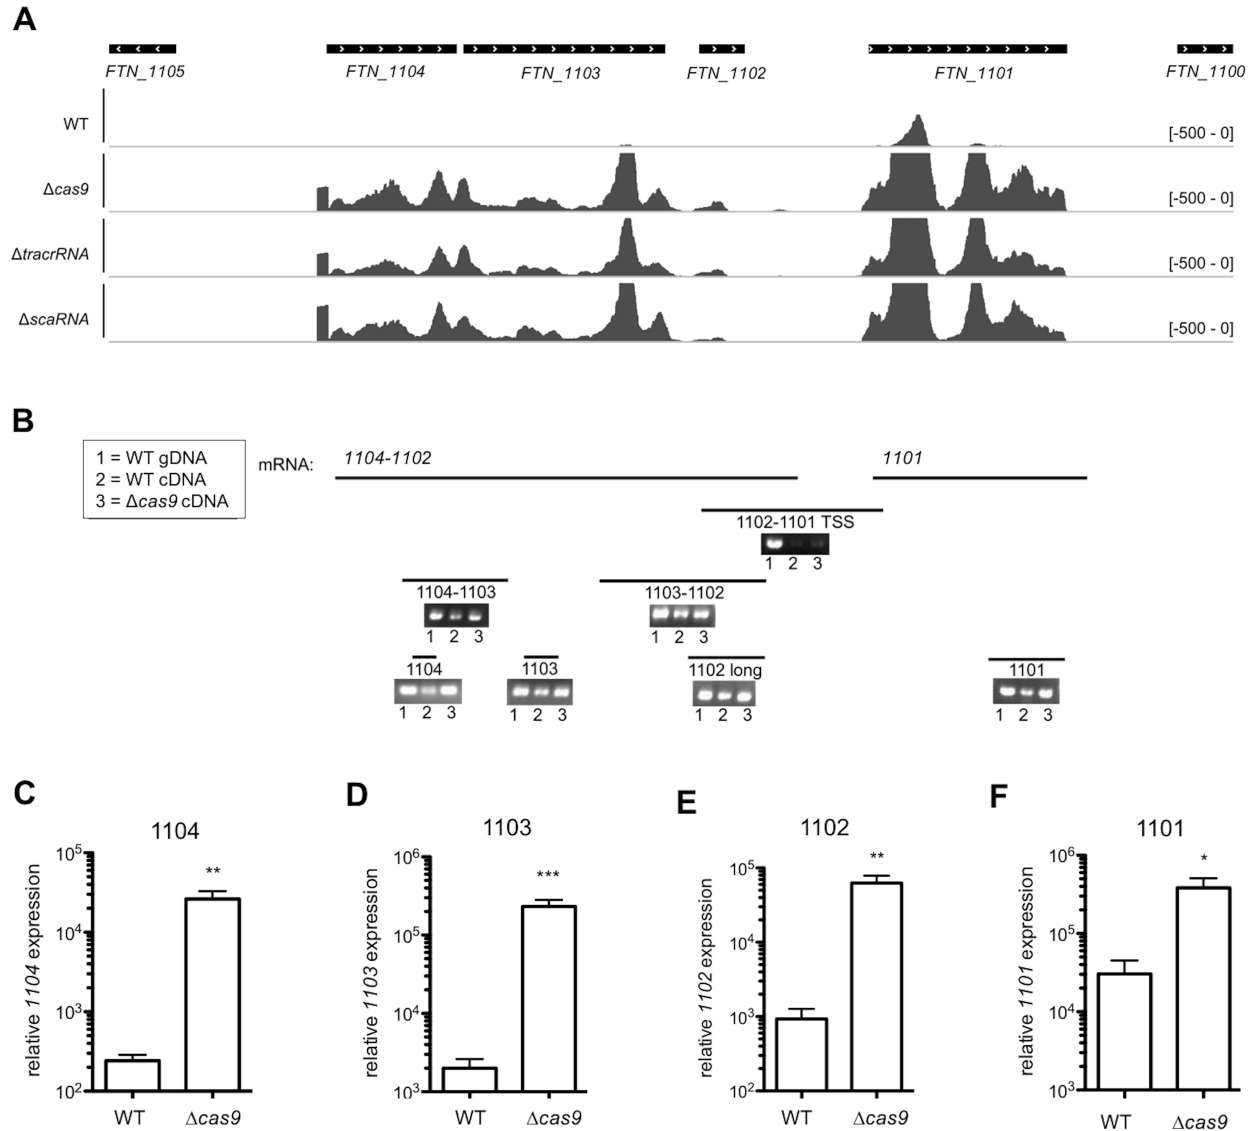 A
FTN_1105
FTN_1104
FTN_1103
FTN_1102
FTN_1101
FTN_1100
WT
[-500 - 0]
Δcas9
[-500 - 0]
ΔtracrRNA
[-500 - 0]
ΔscaRNA
[-500 - 0]
B
1 = WT gDNA
2 = WT cDNA
3 = Δcas9 cDNA
mRNA:
1104-1102
1101
1102-1101 TSS
1 2 3
1104-1103
1 2 3
1103-1102
1 2 3
1104
1 2 3
1103
1 2 3
1102 long
1 2 3
1101
1 2 3
C
1104
relative 1104 expression
10^5
10^4
10^3
10^2
**
WT
Δcas9
D
1103
relative 1103 expression
10^6
10^5
10^4
10^3
***
WT
Δcas9
E
1102
relative 1102 expression
10^5
10^4
10^3
10^2
**
WT
Δcas9
F
1101
relative 1101 expression
10^6
10^5
10^4
10^3
*
WT
Δcas9